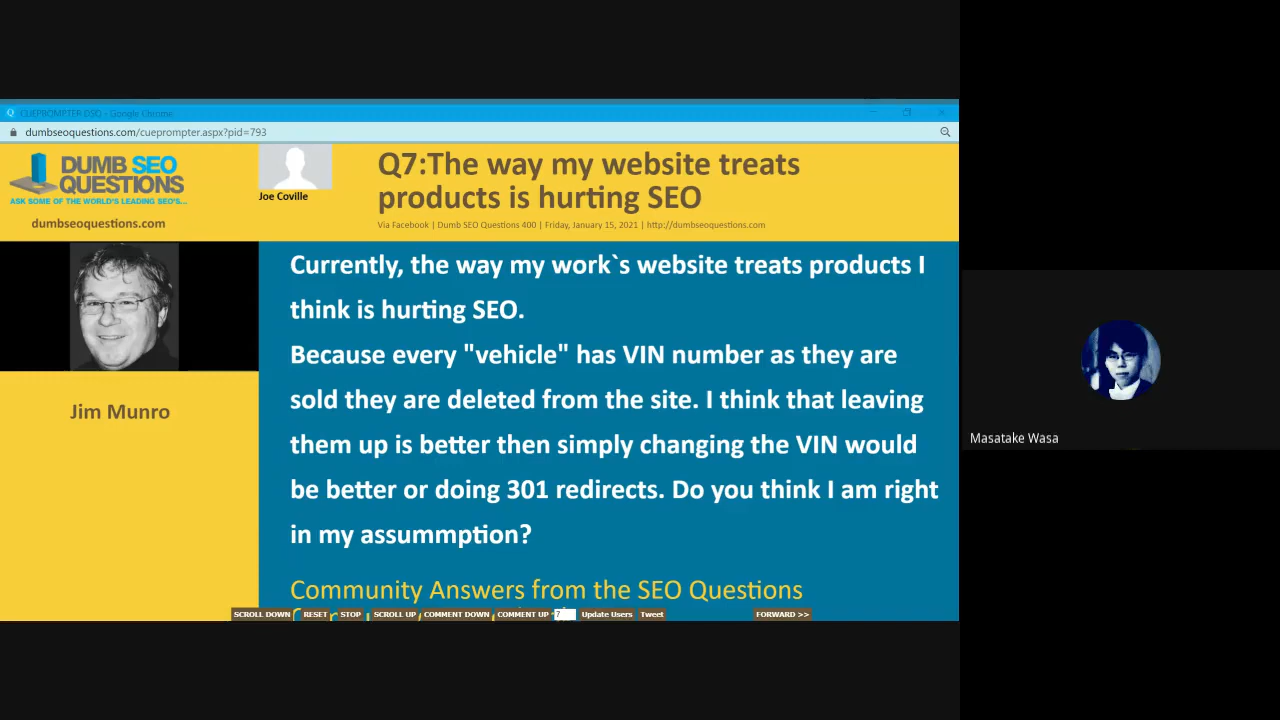 CUEPROMPTER DSQ - Google Chrome
dumbseoquestions.com/cueprompter.aspx?pid=793
DUMB SEO
QUESTIONS
ASK SOME OF THE WORLD'S LEADING SEO'S...
dumbseoquestions.com
Joe Coville
Q7:The way my website treats
products is hurting SEO
Via Facebook | Dumb SEO Questions 400 | Friday, January 15, 2021 | http://dumbseoquestions.com
Jim Munro
Currently, the way my work`s website treats products I
think is hurting SEO.
Because every "vehicle" has VIN number as they are
sold they are deleted from the site. I think that leaving
them up is better then simply changing the VIN would
be better or doing 301 redirects. Do you think I am right
in my assummption?
Community Answers from the SEO Questions
SCROLL DOWN RESET STOP SCROLL UP COMMENT DOWN COMMENT UP 7 Update Users Tweet FORWARD >>
Masatake Wasa